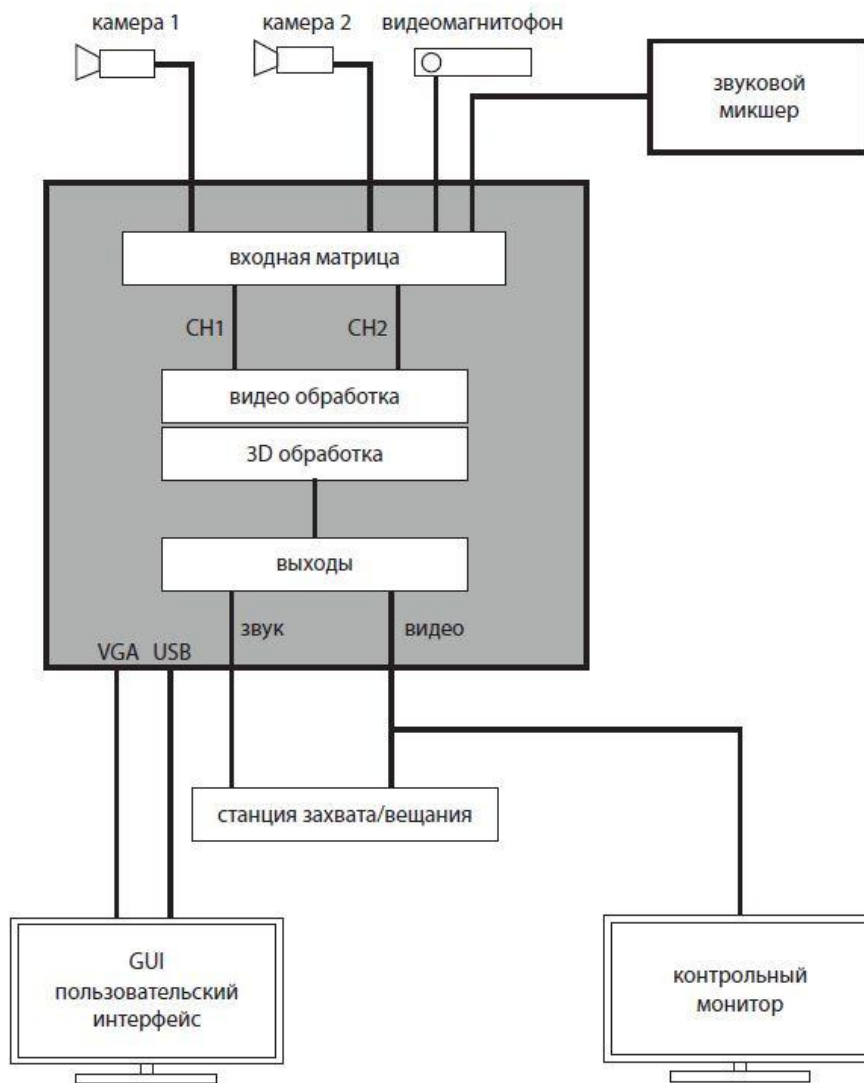 камера 1
камера 2
видеомагнитофон
звуковой
микшер
входная матрица
CH1
CH2
видео обработка
3D обработка
выходы
звук
видео
VGA
USB
станция захвата/вещания
GUI
пользовательский
интерфейс
контрольный
монитор